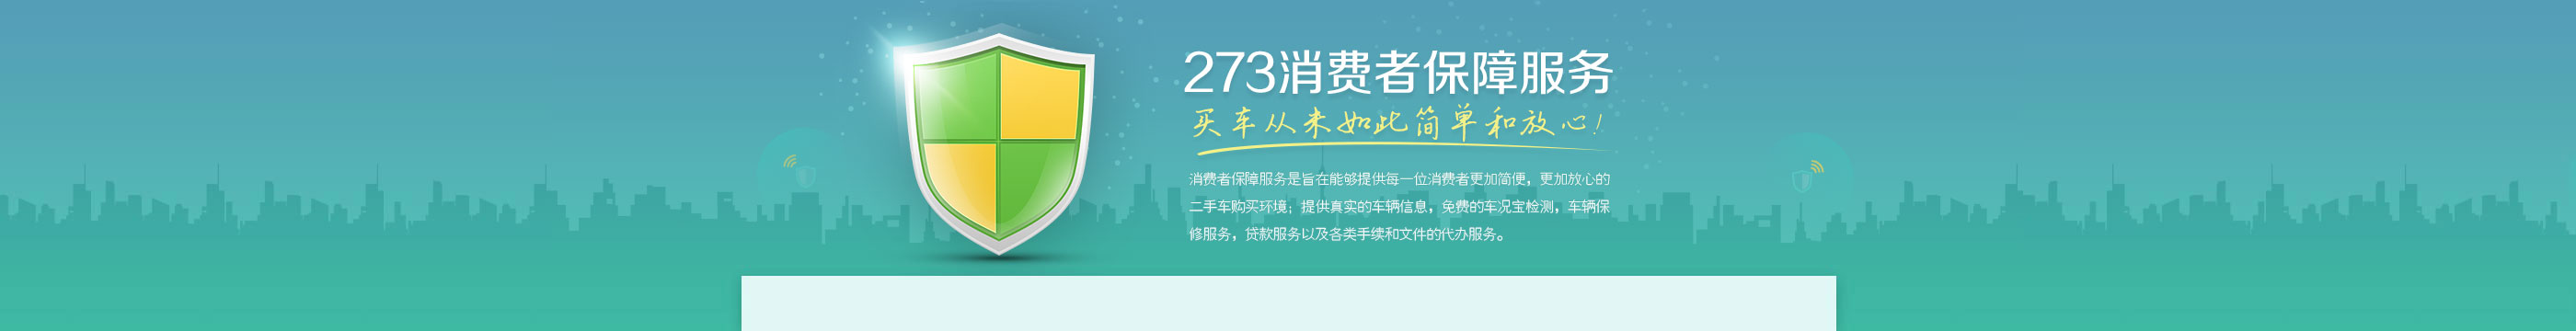 273消费者保障服务
买车从未如此简单和放心!
消费者保障服务是旨在能够提供每一位消费者更加简便，更加放心的
二手车购买环境；提供真实的车辆信息，免费的车况宝检测，车辆保
修服务，贷款服务以及各类手续和文件的代办服务。